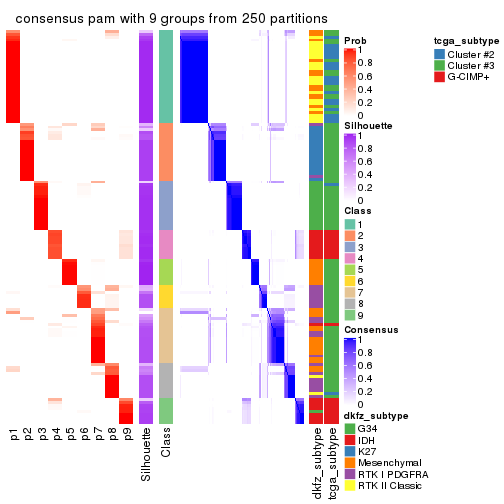 consensus pam with 9 groups from 250 partitions
Prob
1
0.8
0.6
0.4
0.2
0
Silhouette
1
0.8
0.6
0.4
0.2
0
Class
1
2
3
4
5
6
7
8
9
Consensus
1
0.8
0.6
0.4
0.2
0
dkfz_subtype
G34
IDH
K27
Mesenchymal
RTK I PDGFRA
RTK II Classic
tcga_subtype
Cluster #2
Cluster #3
G-CIMP+
p1
p2
p3
p4
p5
p6
p7
p8
p9
Silhouette
Class
dkfz_subtype
tcga_subtype